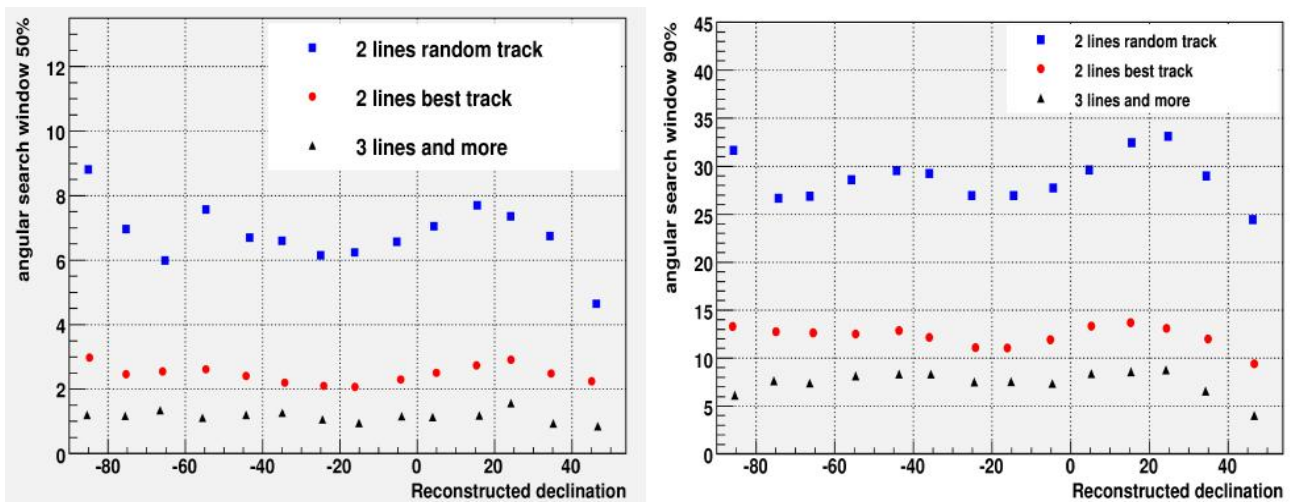 angular search window 50%
12
10
8
6
4
2
0
2 lines random track
2 lines best track
3 lines and more
-80 -60 -40 -20 0 20 40
Reconstructed declination
angular search window 90%
45
40
35
30
25
20
15
10
5
0
2 lines random track
2 lines best track
3 lines and more
-80 -60 -40 -20 0 20 40
Reconstructed declination